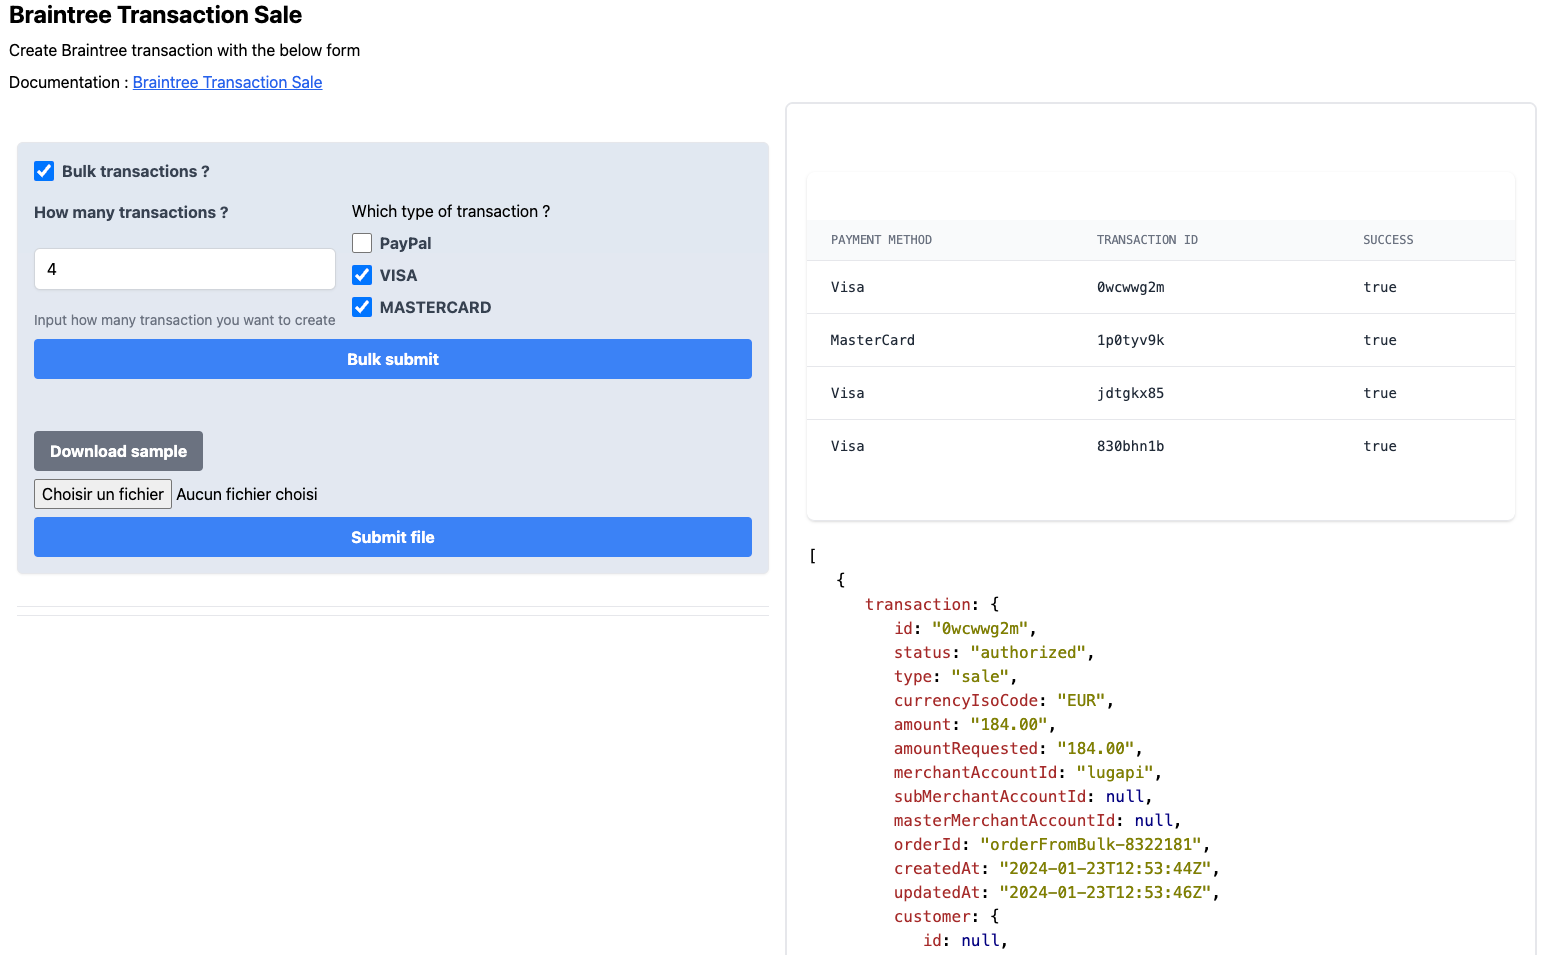 Braintree Transaction Sale
Create Braintree transaction with the below form
Documentation : Braintree Transaction Sale
Bulk transactions ?
How many transactions ?
4
Input how many transaction you want to create
Which type of transaction ?
PayPal
VISA
MASTERCARD
Bulk submit
Download sample
Choisir un fichier Aucun fichier choisi
Submit file
PAYMENT METHOD TRANSACTION ID SUCCESS
Visa 0wcwwg2m true
MasterCard 1p0tyv9k true
Visa jdtgkx85 true
Visa 830bhn1b true
[
{
transaction: {
id: "0wcwwg2m",
status: "authorized",
type: "sale",
currencyIsoCode: "EUR",
amount: "184.00",
amountRequested: "184.00",
merchantAccountId: "lugapi",
subMerchantAccountId: null,
masterMerchantAccountId: null,
orderId: "orderFromBulk-8322181",
createdAt: "2024-01-23T12:53:44Z",
updatedAt: "2024-01-23T12:53:46Z",
customer: {
id: null,